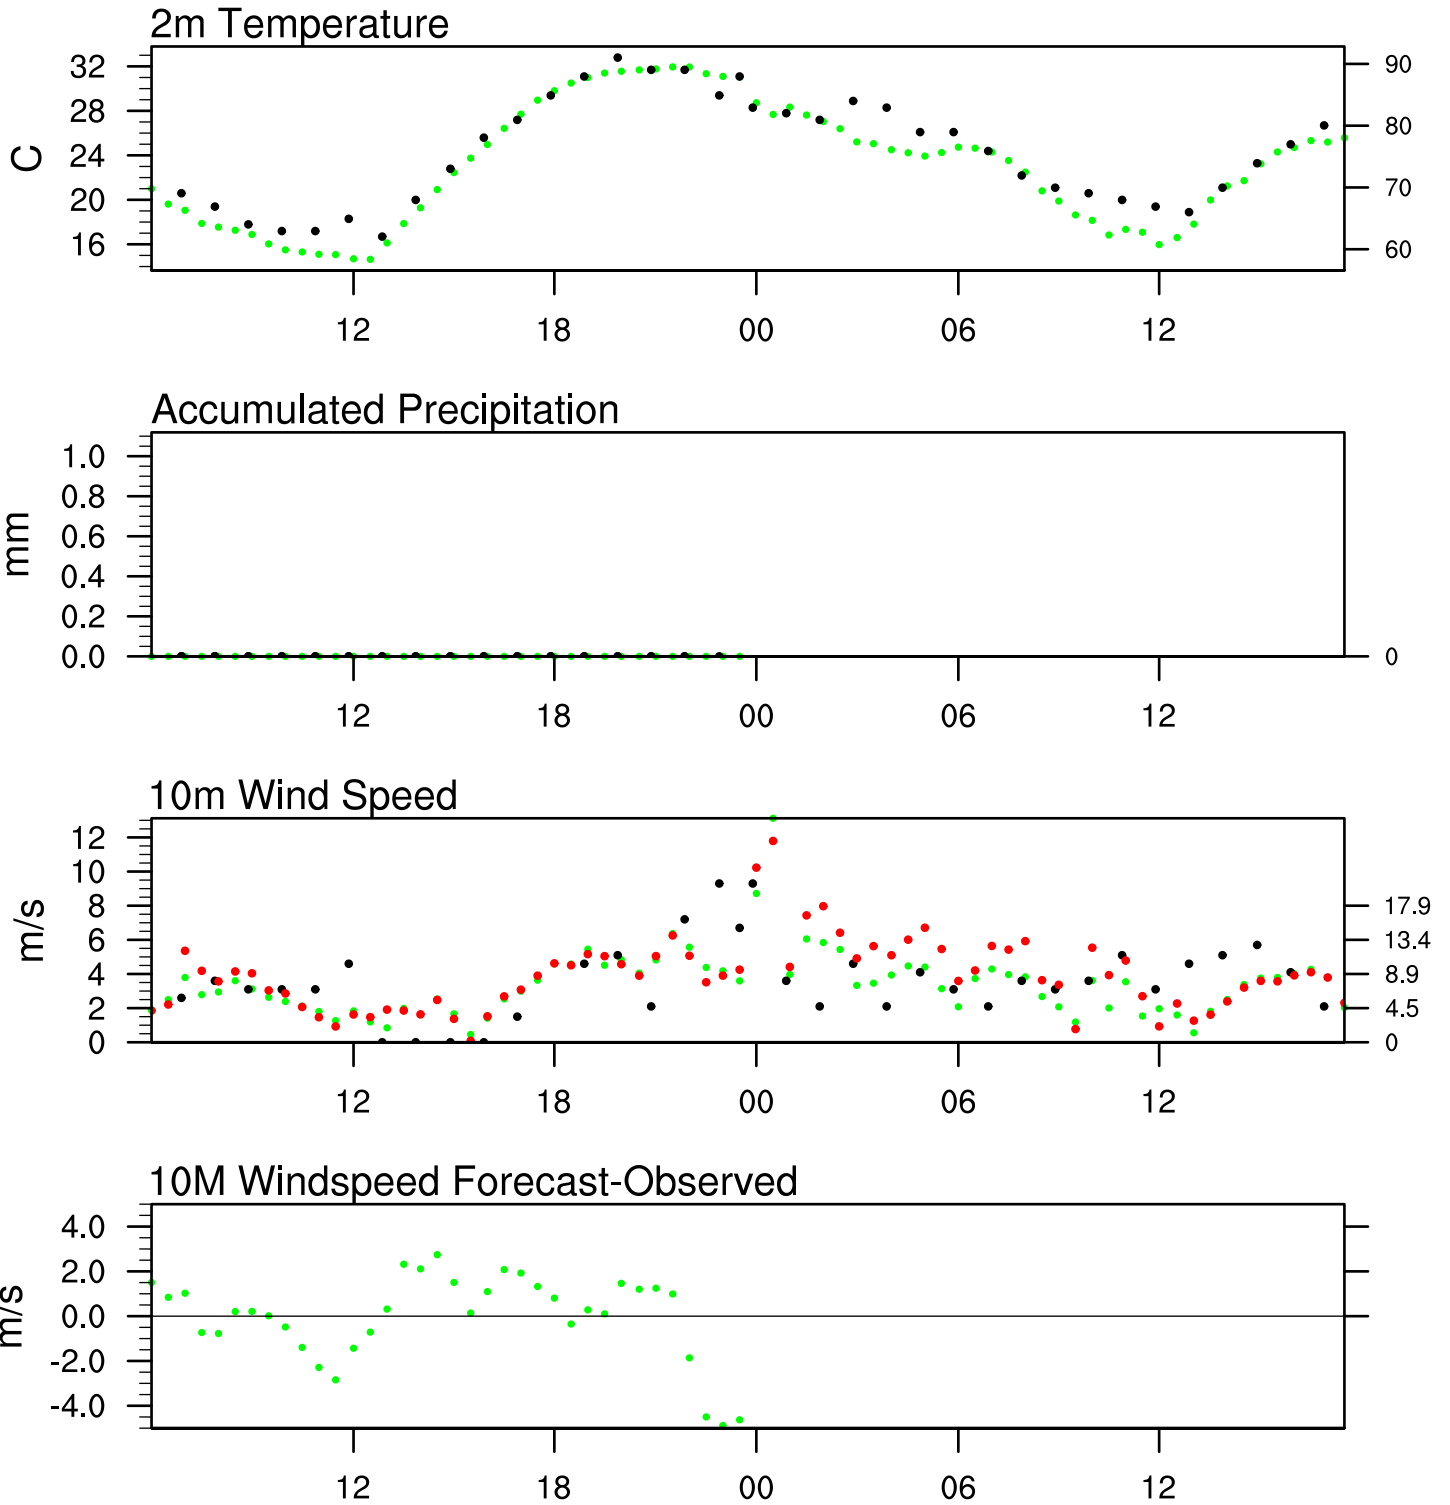 2m Temperature
32
28
24
20
16
C
90
80
70
60
12 18 00 06 12
Accumulated Precipitation
1.0
0.8
0.6
0.4
0.2
0.0
mm
0
12 18 00 06 12
10m Wind Speed
12
10
8
6
4
2
0
m/s
17.9
13.4
8.9
4.5
0
12 18 00 06 12
10M Windspeed Forecast-Observed
4.0
2.0
0.0
-2.0
-4.0
m/s
12 18 00 06 12